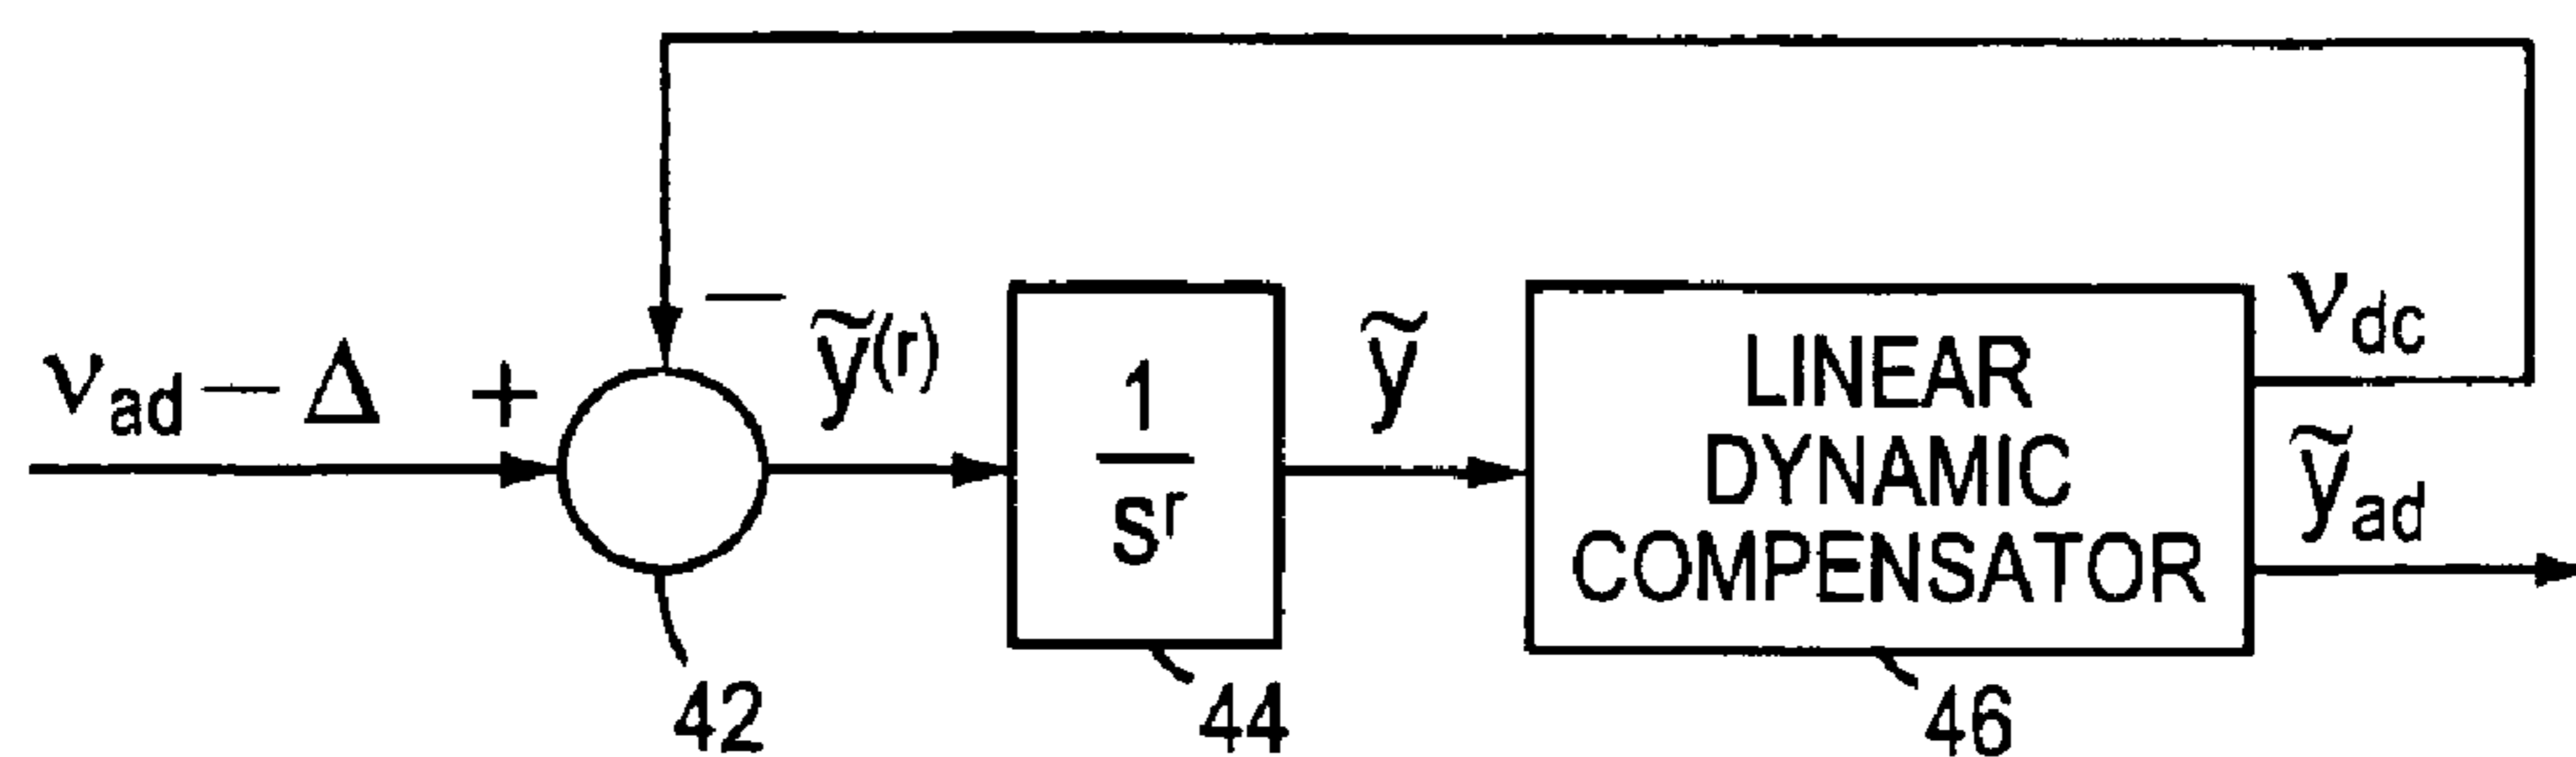 ν_ad − Δ
+
−
ỹ^(r)
1
s^r
ỹ
LINEAR
DYNAMIC
COMPENSATOR
ν_dc
ỹ_ad
42
44
46